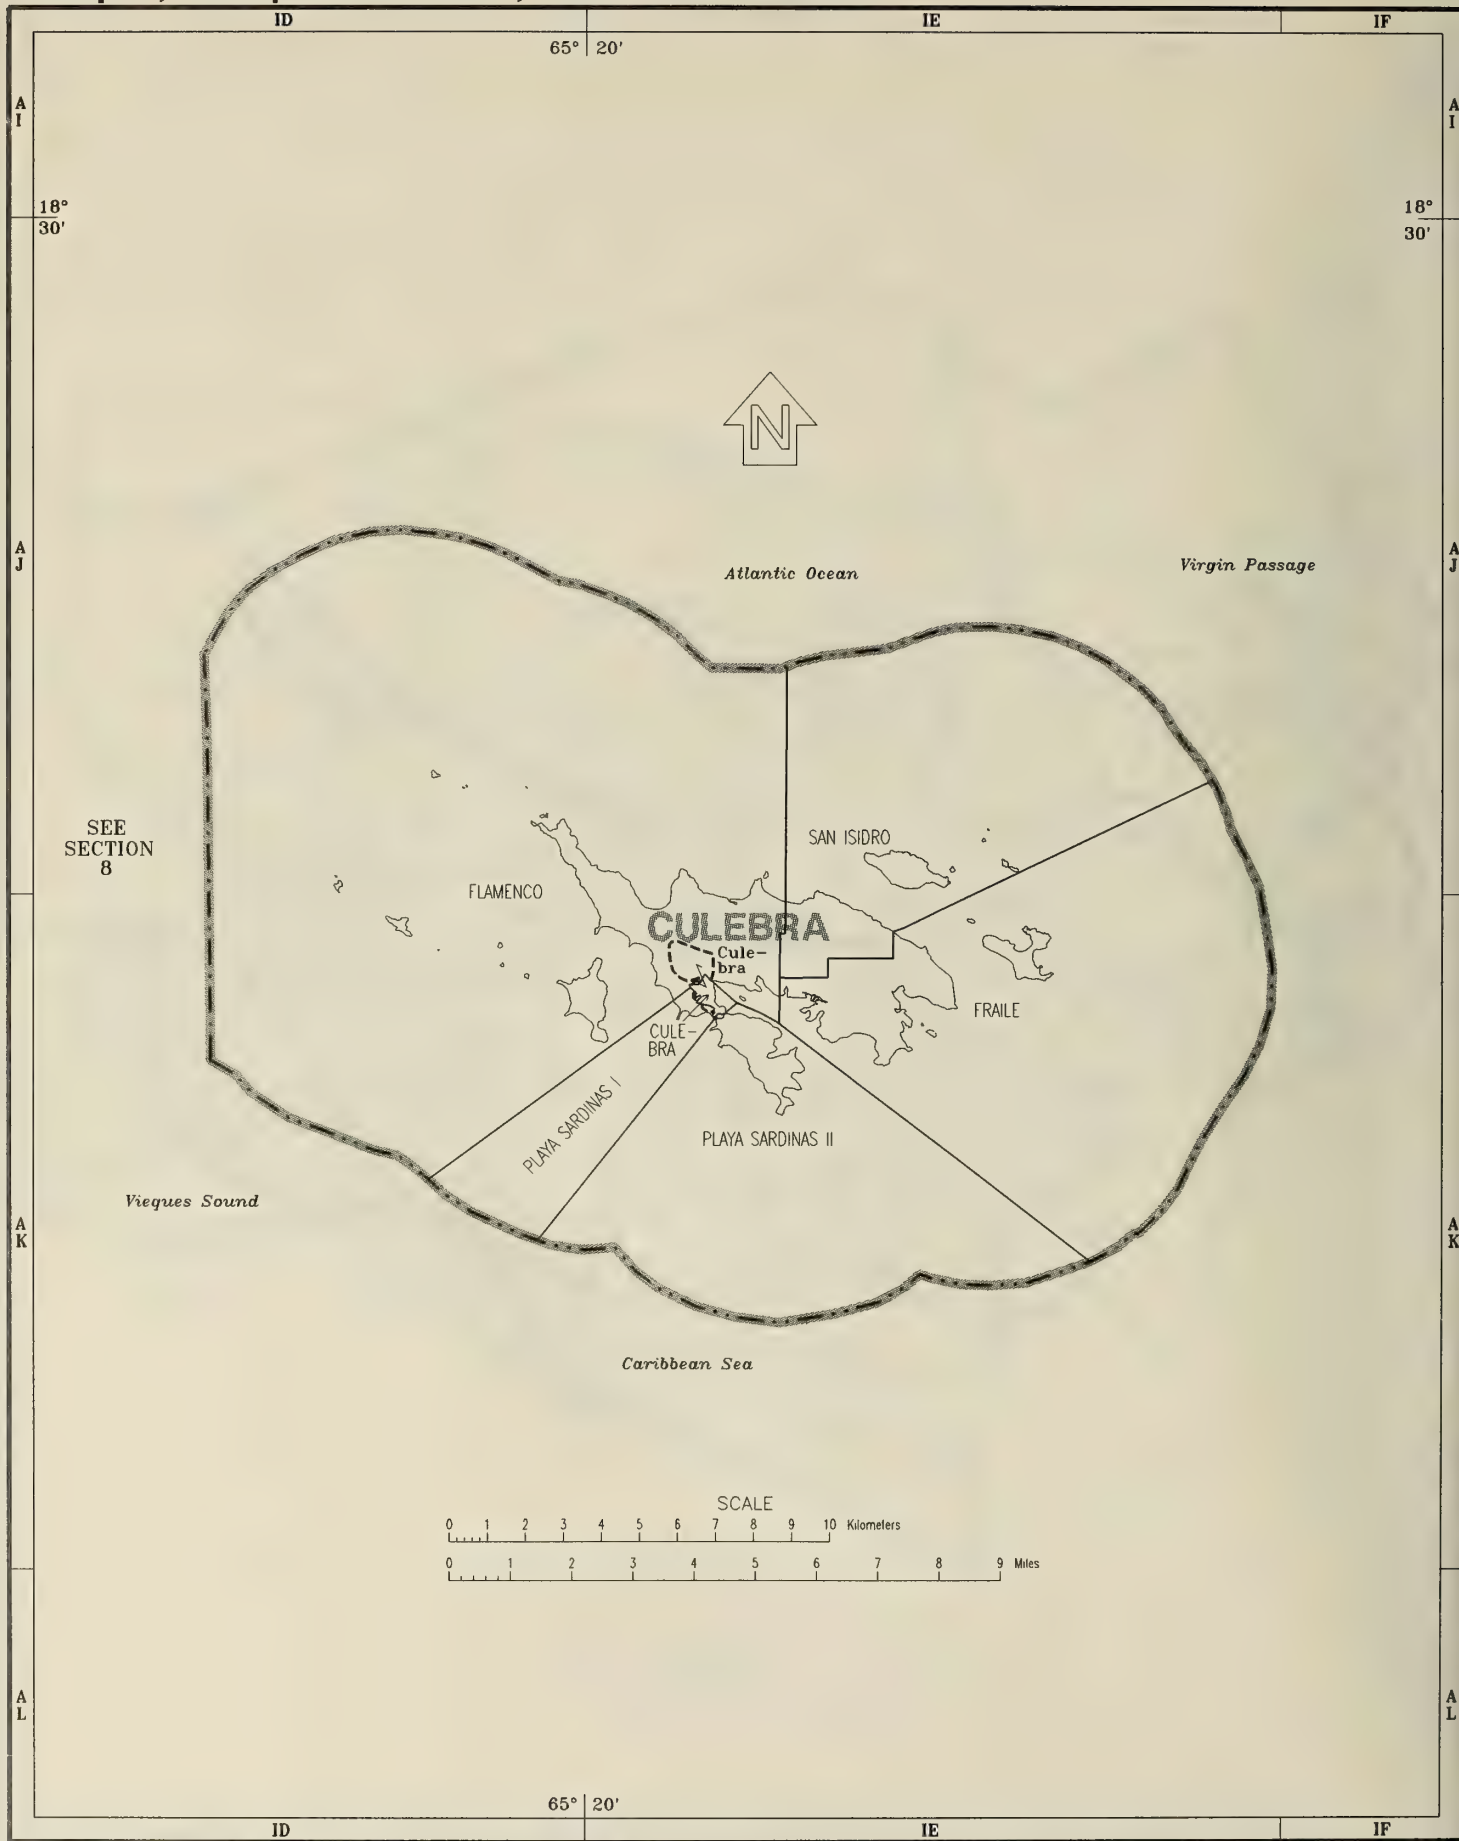 ID
IE
IF
65° 20'
A
I
A
I
18°
30'
18°
30'
N
A
J
A
J
Atlantic Ocean
Virgin Passage
SEE
SECTION
8
SAN ISIDRO
FLAMENCO
CULEBRA
Cule-
bra
FRAILE
CULE-
BRA
PLAYA SARDINAS I
PLAYA SARDINAS II
Vieques Sound
A
K
A
K
Caribbean Sea
SCALE
0 1 2 3 4 5 6 7 8 9 10 Kilometers
0 1 2 3 4 5 6 7 8 9 Miles
A
L
A
L
65° 20'
ID
IE
IF